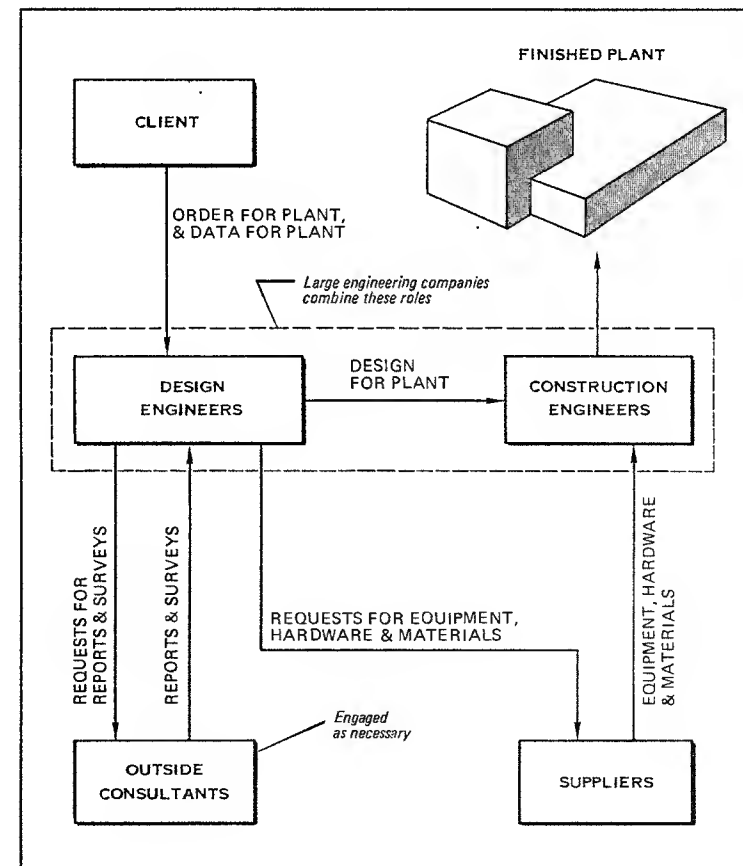 FINISHED PLANT
CLIENT
ORDER FOR PLANT,
& DATA FOR PLANT
Large engineering companies
combine these roles
DESIGN
ENGINEERS
DESIGN
FOR PLANT
CONSTRUCTION
ENGINEERS
REQUESTS FOR
REPORTS & SURVEYS
REPORTS & SURVEYS
REQUESTS FOR EQUIPMENT,
HARDWARE & MATERIALS
EQUIPMENT, HARDWARE
& MATERIALS
Engaged
as necessary
OUTSIDE
CONSULTANTS
SUPPLIERS